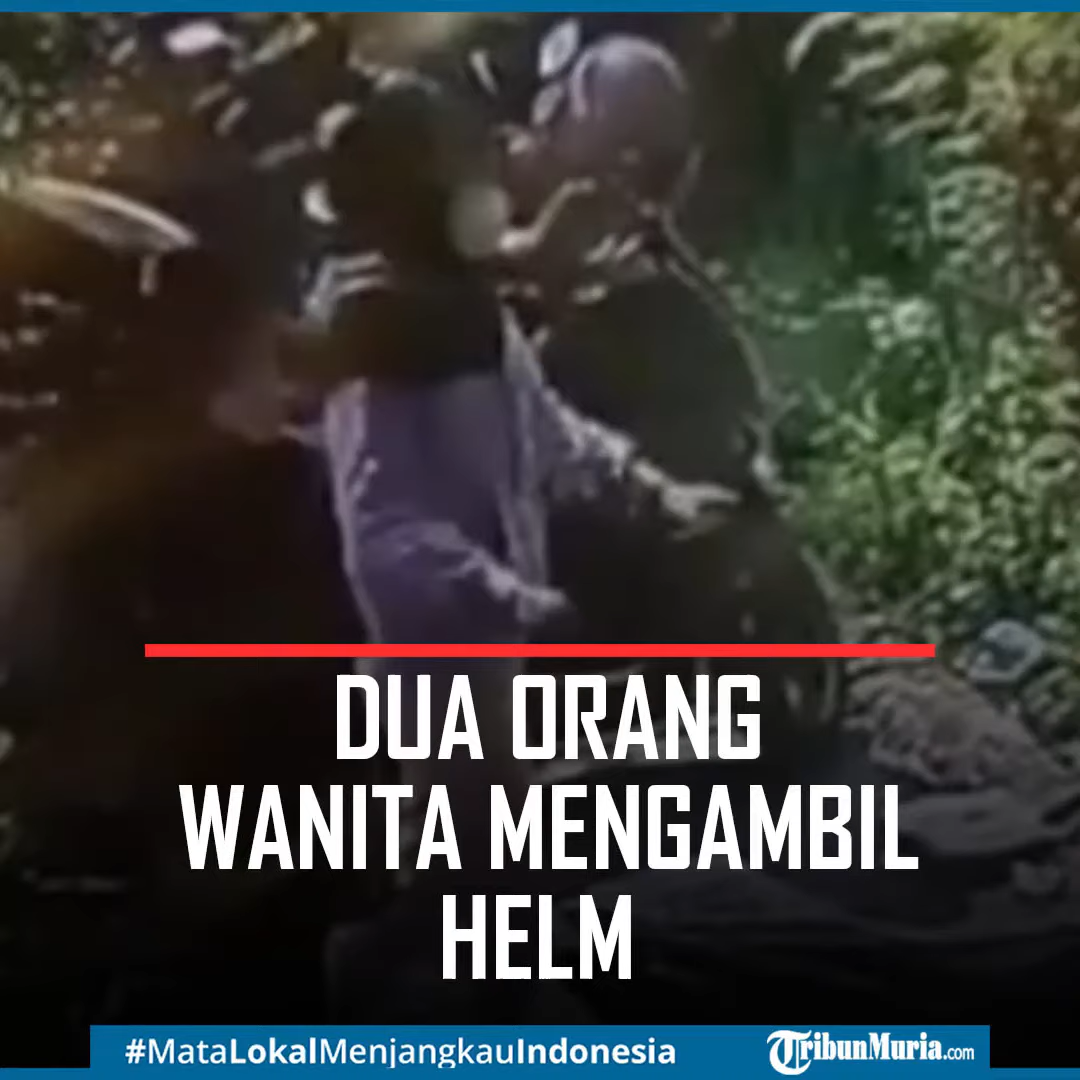 DUA ORANG
WANITA MENGAMBIL
HELM
#MataLokalMenjangkauIndonesia
TribunMuria.com